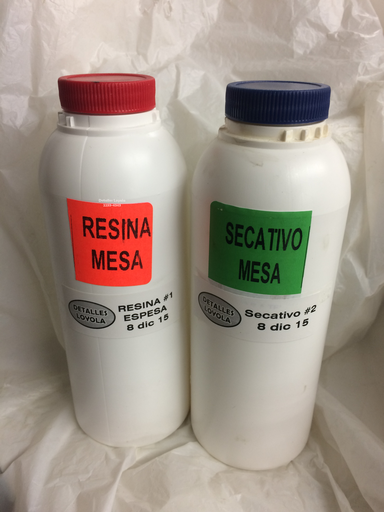 RESINA
MESA
DETALLES
LOYOLA
RESINA #1
ESPESA
8 dic 15
SECATIVO
MESA
DETALLES
LOYOLA
Secativo #2
8 dic 15